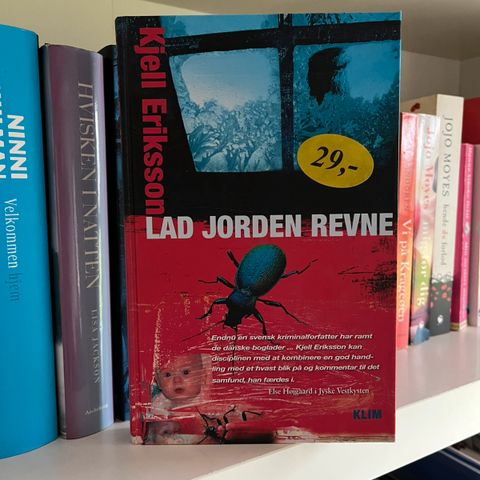 NINNI
Velkommen hjem
HVISKEN I NATTEN
LISA JACKSON
Kjell Eriksson
29,-
LAD JORDEN REVNE
Endnu en svensk kriminalforfatter har ramt
de danske boglader ... Kjell Eriksson kan
disciplinen med at kombinere en god hand-
ling med et hvast blik på og kommentar til det
samfund, han færdes i.
Else Højgaard i Jyske Vestkysten
KLIM
JOJO
MOYES
Jojo Moyes